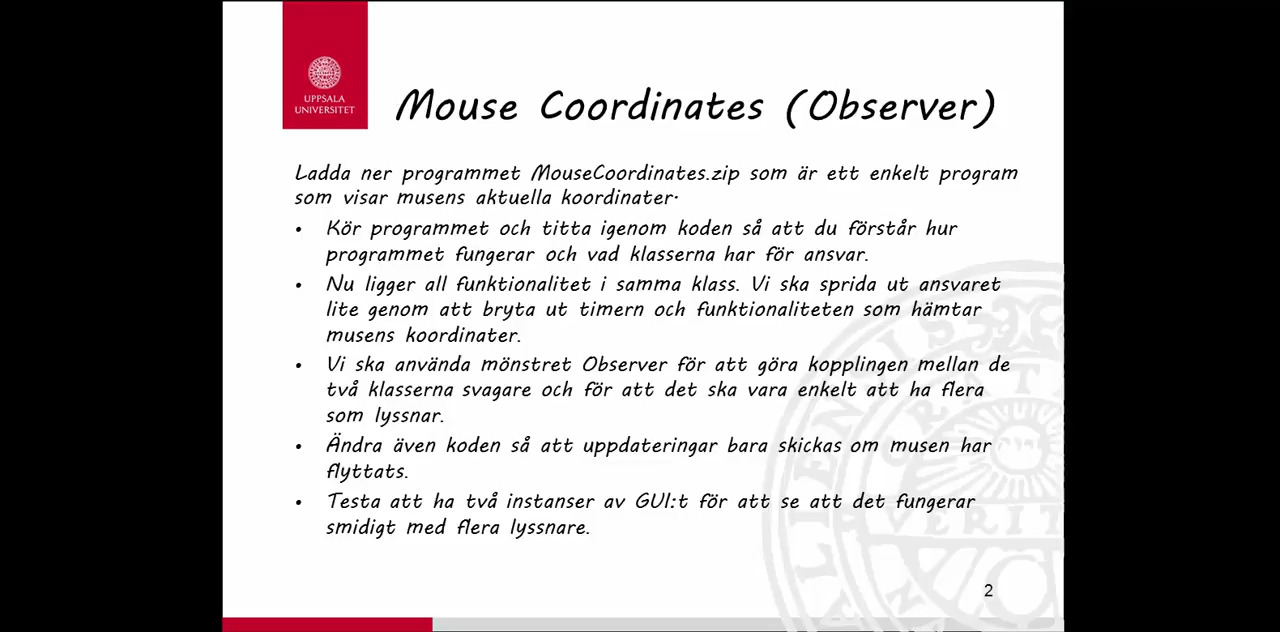 UPPSALA
UNIVERSITET
Mouse Coordinates (Observer)
Ladda ner programmet MouseCoordinates.zip som är ett enkelt program
som visar musens aktuella koordinater.
• Kör programmet och titta igenom koden så att du förstår hur
programmet fungerar och vad klasserna har för ansvar.
• Nu ligger all funktionalitet i samma klass. Vi ska sprida ut ansvaret
lite genom att bryta ut timern och funktionaliteten som hämtar
musens koordinater.
• Vi ska använda mönstret Observer för att göra kopplingen mellan de
två klasserna svagare och för att det ska vara enkelt att ha flera
som lyssnar.
• Ändra även koden så att uppdateringar bara skickas om musen har
flyttats.
• Testa att ha två instanser av GUI:t för att se att det fungerar
smidigt med flera lyssnare.
2